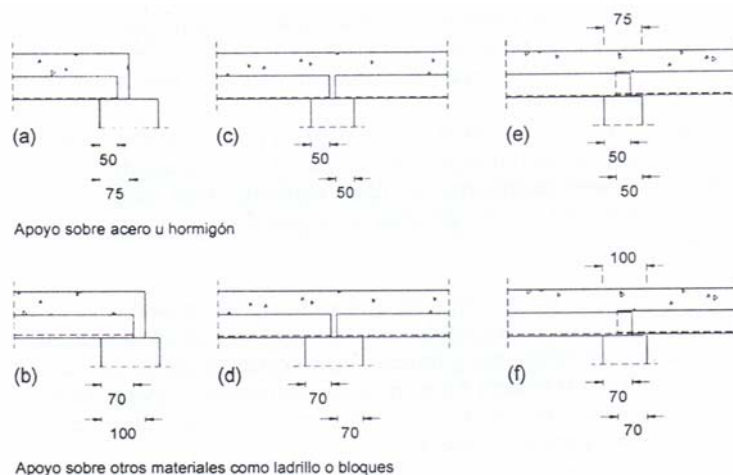 75
(a)
(c)
(e)
50
75
50
50
50
50
Apoyo sobre acero u hormigón
100
(b)
(d)
(f)
70
100
70
70
70
70
Apoyo sobre otros materiales como ladrillo o bloques